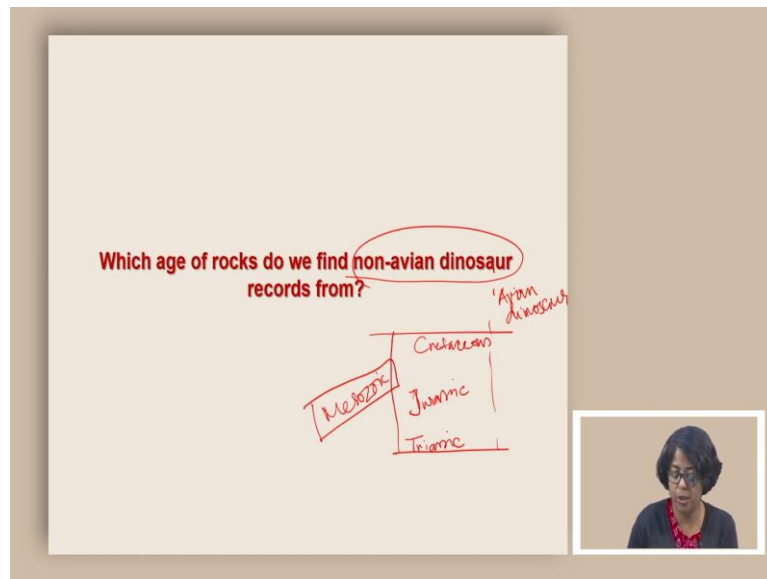 Which age of rocks do we find non-avian dinosaur
records from?
'Avian
dinosaur
Cretaceous
Mesozoic
Jurassic
Triassic